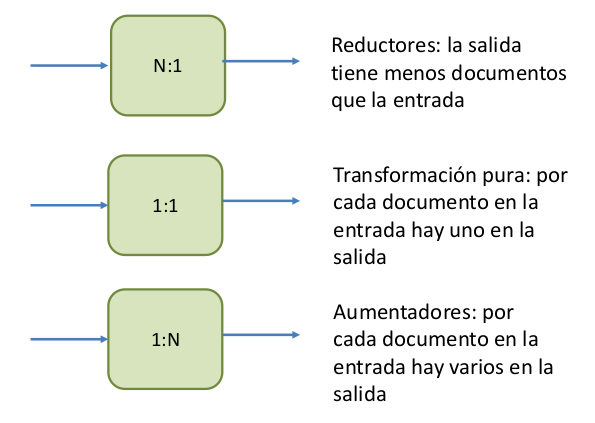 N:1
Reductores: la salida
tiene menos documentos
que la entrada
1:1
Transformación pura: por
cada documento en la
entrada hay uno en la
salida
1:N
Aumentadores: por
cada documento en la
entrada hay varios en la
salida